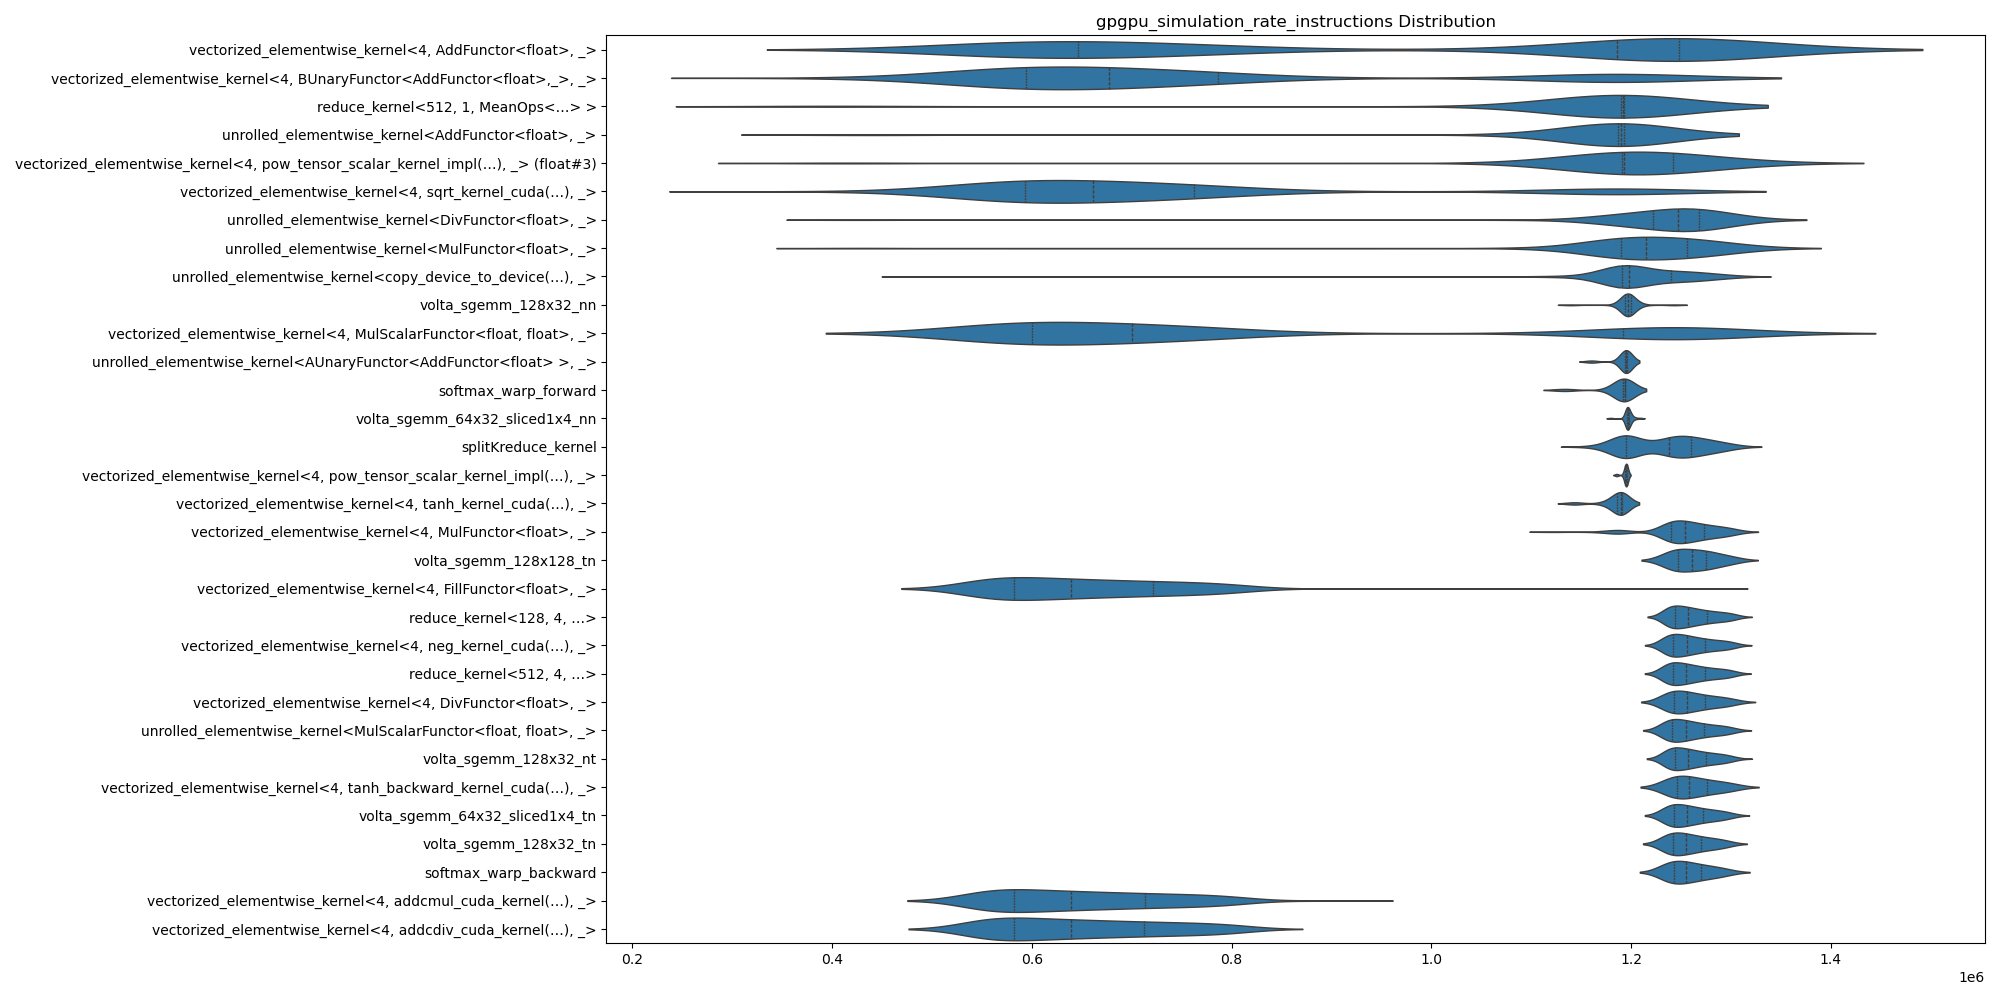 gpgpu_simulation_rate_instructions Distribution
vectorized_elementwise_kernel<4, AddFunctor<float>, _>
vectorized_elementwise_kernel<4, BUnaryFunctor<AddFunctor<float>,_>, _>
reduce_kernel<512, 1, MeanOps<...> >
unrolled_elementwise_kernel<AddFunctor<float>, _>
vectorized_elementwise_kernel<4, pow_tensor_scalar_kernel_impl(...), _> (float#3)
vectorized_elementwise_kernel<4, sqrt_kernel_cuda(...), _>
unrolled_elementwise_kernel<DivFunctor<float>, _>
unrolled_elementwise_kernel<MulFunctor<float>, _>
unrolled_elementwise_kernel<copy_device_to_device(...), _>
volta_sgemm_128x32_nn
vectorized_elementwise_kernel<4, MulScalarFunctor<float, float>, _>
unrolled_elementwise_kernel<AUnaryFunctor<AddFunctor<float> >, _>
softmax_warp_forward
volta_sgemm_64x32_sliced1x4_nn
splitKreduce_kernel
vectorized_elementwise_kernel<4, pow_tensor_scalar_kernel_impl(...), _>
vectorized_elementwise_kernel<4, tanh_kernel_cuda(...), _>
vectorized_elementwise_kernel<4, MulFunctor<float>, _>
volta_sgemm_128x128_tn
vectorized_elementwise_kernel<4, FillFunctor<float>, _>
reduce_kernel<128, 4, ...>
vectorized_elementwise_kernel<4, neg_kernel_cuda(...), _>
reduce_kernel<512, 4, ...>
vectorized_elementwise_kernel<4, DivFunctor<float>, _>
unrolled_elementwise_kernel<MulScalarFunctor<float, float>, _>
volta_sgemm_128x32_nt
vectorized_elementwise_kernel<4, tanh_backward_kernel_cuda(...), _>
volta_sgemm_64x32_sliced1x4_tn
volta_sgemm_128x32_tn
softmax_warp_backward
vectorized_elementwise_kernel<4, addcmul_cuda_kernel(...), _>
vectorized_elementwise_kernel<4, addcdiv_cuda_kernel(...), _>
0.2 0.4 0.6 0.8 1.0 1.2 1.4
1e6